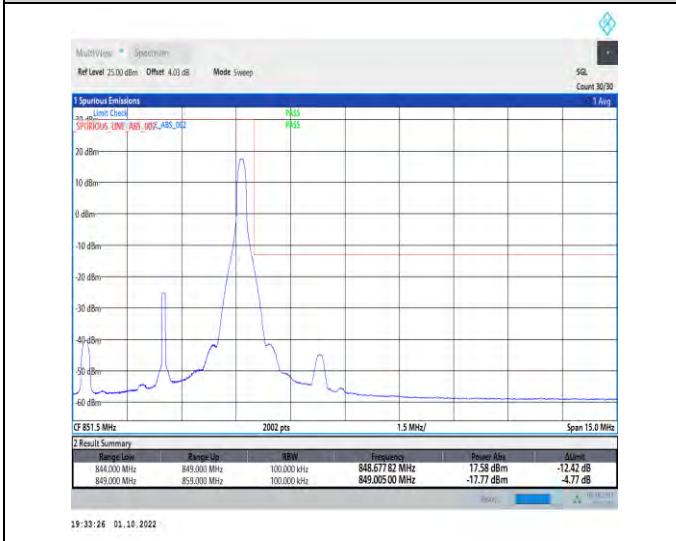 MultiView Spectrum
Ref Level 25.00 dBm Offset 4.03 dB Mode Sweep SGL
Count 30/30
1 Spurious Emissions 1 Avg
Limit Check PASS
PASS
20 dBm
10 dBm
0 dBm
-10 dBm
-20 dBm
-30 dBm
-40 dBm
-50 dBm
-60 dBm
CF 851.5 MHz 2002 pts 1.5 MHz/ Span 15.0 MHz
2 Result Summary
Range Low Range Up RBW Frequency Power Abs ΔLimit
844.000 MHz 849.000 MHz 100.000 kHz 848.67782 MHz 17.58 dBm -12.42 dB
849.000 MHz 859.000 MHz 100.000 kHz 849.00500 MHz -17.77 dBm -4.77 dB
19:33:26 01.10.2022